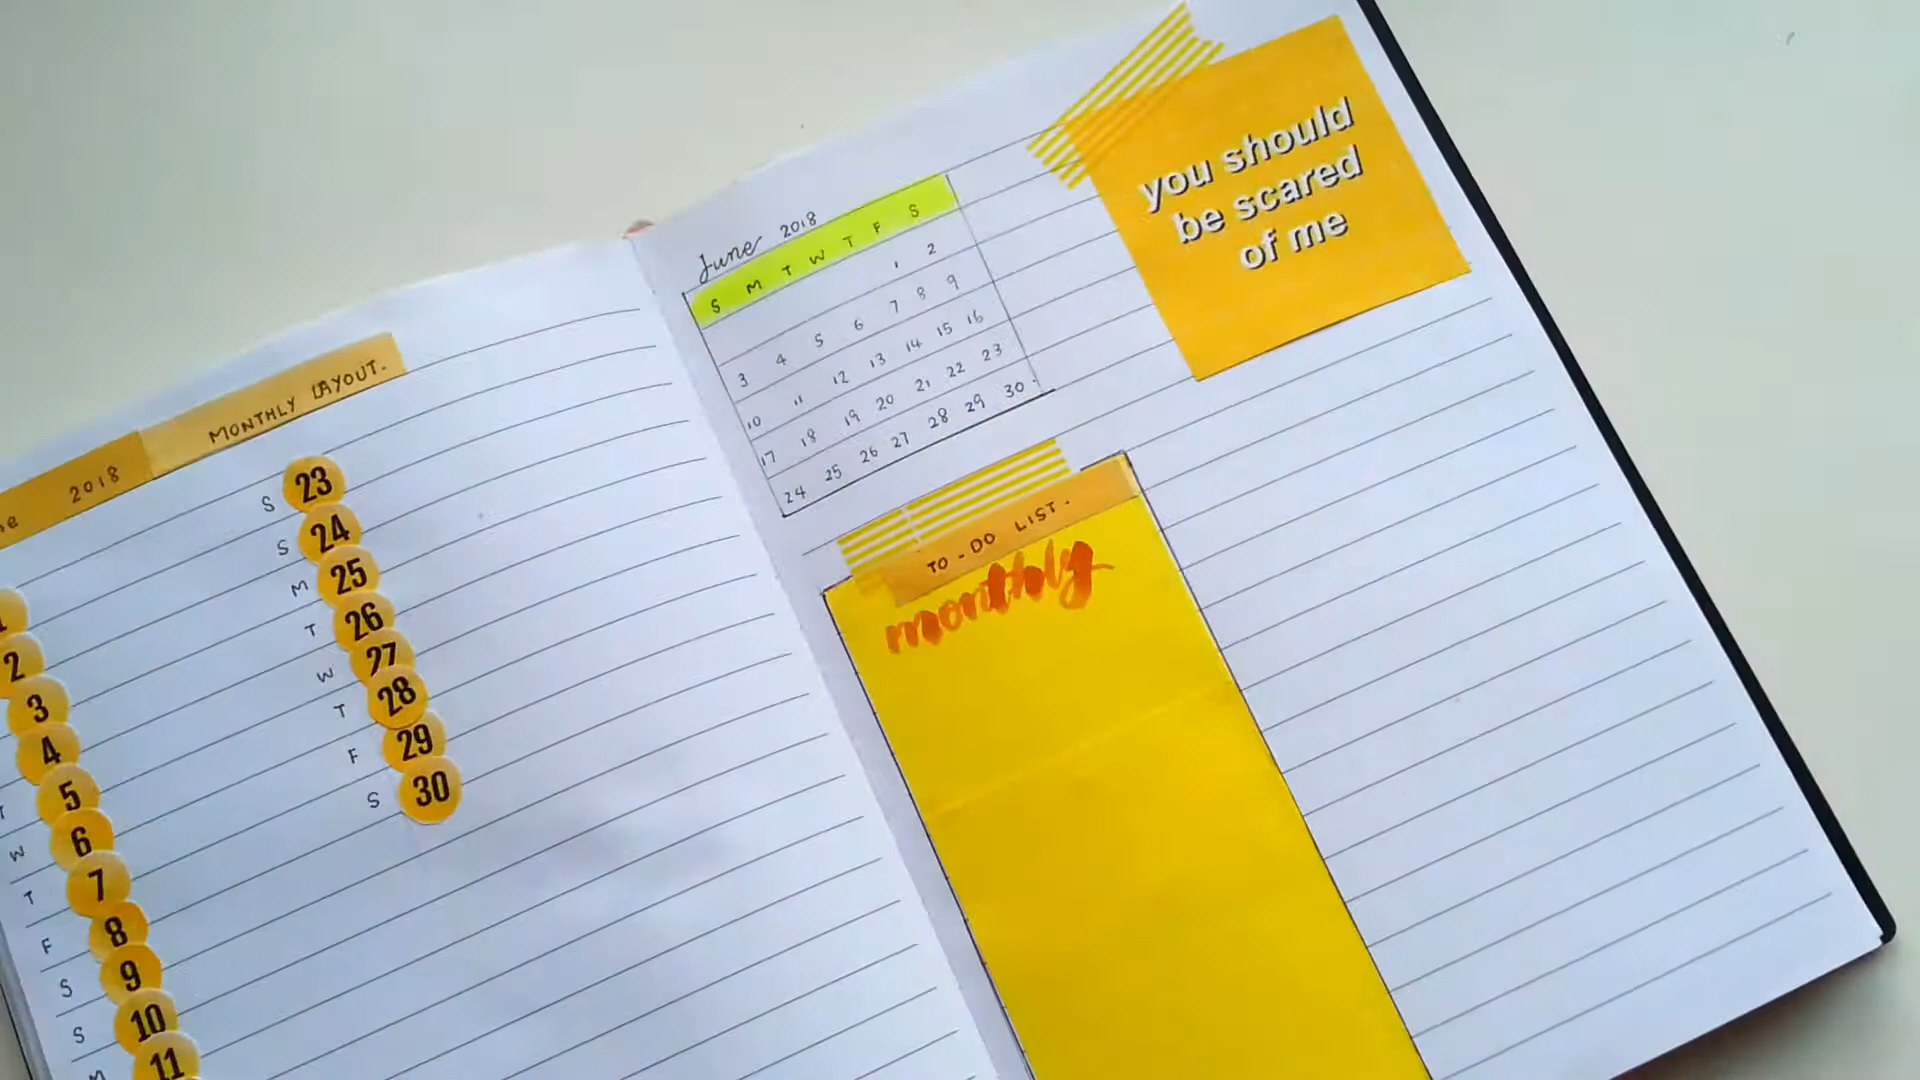 2018 MONTHLY LAYOUT.
1
2
3
4
T 5
W 6
T 7
F 8
S 9
S 10
M 11
S 23
S 24
M 25
T 26
W 27
T 28
F 29
S 30
June 2018
S M T W T F S
1 2
3 4 5 6 7 8 9
10 11 12 13 14 15 16
17 18 19 20 21 22 23
24 25 26 27 28 29 30
you should
be scared
of me
TO-DO LIST.
monthly